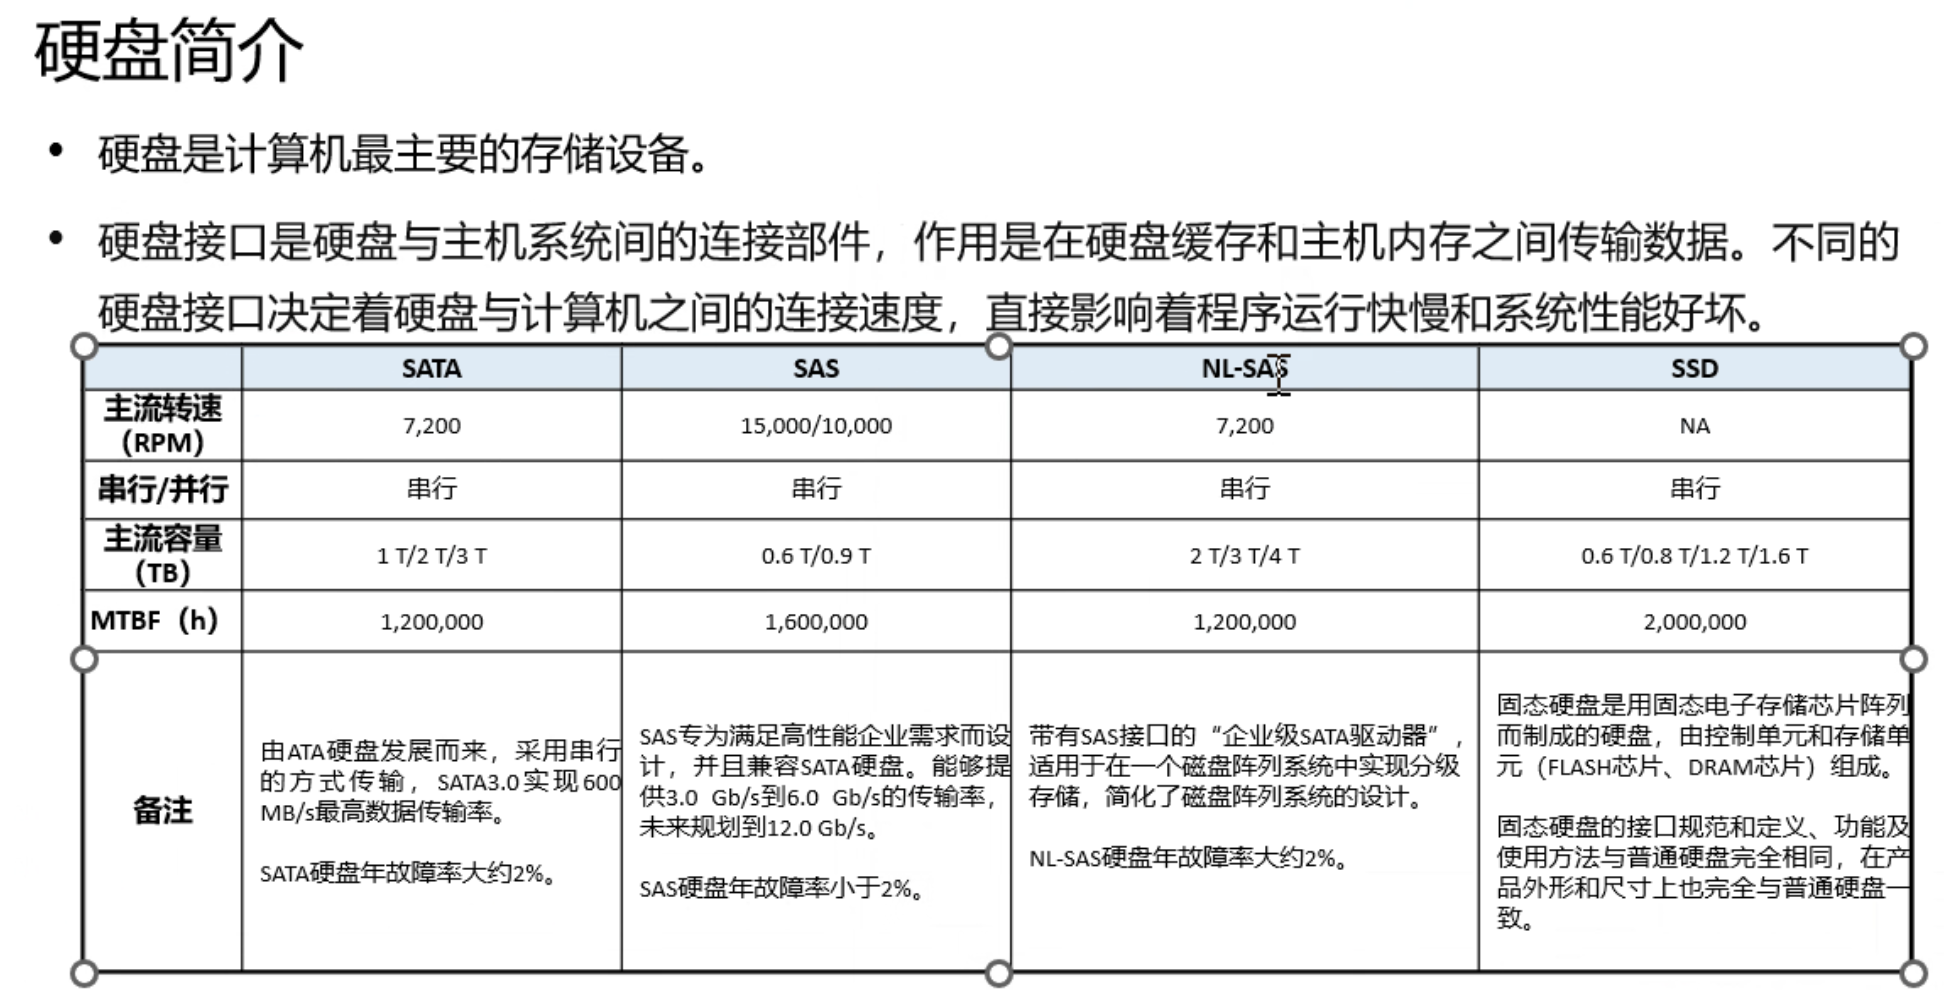 硬盘简介
• 硬盘是计算机最主要的存储设备。
• 硬盘接口是硬盘与主机系统间的连接部件，作用是在硬盘缓存和主机内存之间传输数据。不同的
硬盘接口决定着硬盘与计算机之间的连接速度，直接影响着程序运行快慢和系统性能好坏。
SATA SAS NL-SAS SSD
主流转速
（RPM） 7,200 15,000/10,000 7,200 NA
串行/并行 串行 串行 串行 串行
主流容量
（TB） 1 T/2 T/3 T 0.6 T/0.9 T 2 T/3 T/4 T 0.6 T/0.8 T/1.2 T/1.6 T
MTBF（h） 1,200,000 1,600,000 1,200,000 2,000,000
备注
由ATA硬盘发展而来，采用串行
的方式传输，SATA3.0实现600
MB/s最高数据传输率。
SATA硬盘年故障率大约2%。
SAS专为满足高性能企业需求而设
计，并且兼容SATA硬盘。能够提
供3.0 Gb/s到6.0 Gb/s的传输率，
未来规划到12.0 Gb/s。
SAS硬盘年故障率小于2%。
带有SAS接口的“企业级SATA驱动器”，
适用于在一个磁盘阵列系统中实现分级
存储，简化了磁盘阵列系统的设计。
NL-SAS硬盘年故障率大约2%。
固态硬盘是用固态电子存储芯片阵列
而制成的硬盘，由控制单元和存储单
元（FLASH芯片、DRAM芯片）组成。
固态硬盘的接口规范和定义、功能及
使用方法与普通硬盘完全相同，在产
品外形和尺寸上也完全与普通硬盘一
致。